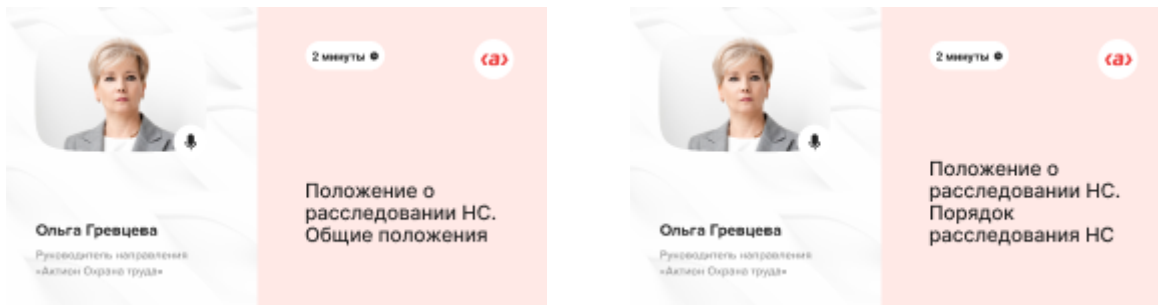 2 минуты
‹a›
Положение о
расследовании НС.
Общие положения
Ольга Гревцева
Руководитель направления
«Актион Охрана труда»
2 минуты
‹a›
Положение о
расследовании НС.
Порядок
расследования НС
Ольга Гревцева
Руководитель направления
«Актион Охрана труда»